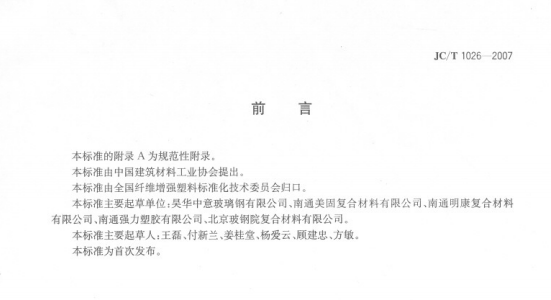 JC/T 1026—2007
前 言
本标准的附录 A 为规范性附录。
本标准由中国建筑材料工业协会提出。
本标准由全国纤维增强塑料标准化技术委员会归口。
本标准主要起草单位:吴华中意玻璃钢有限公司、南通美固复合材料有限公司、南通明康复合材料
有限公司、南通强力塑胶有限公司、北京玻钢院复合材料有限公司。
本标准主要起草人:王磊、付新兰、姜桂堂、杨爱云、顾建忠、方敏。
本标准为首次发布。